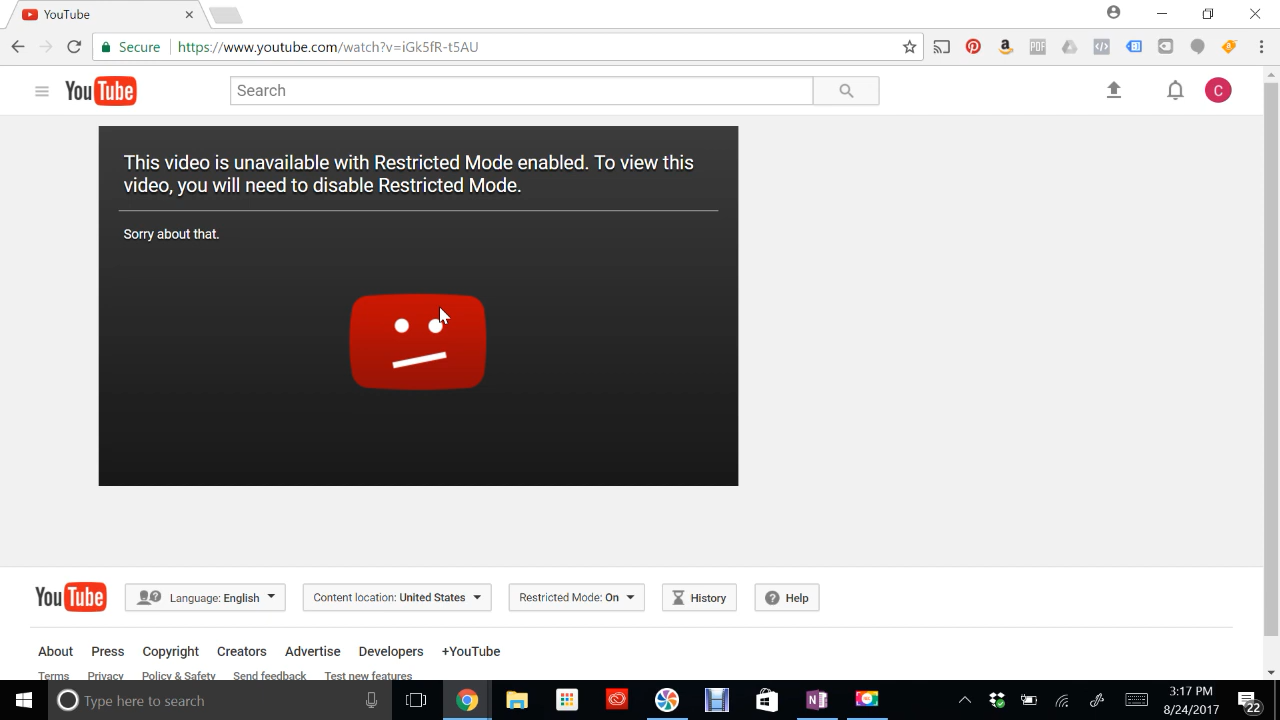 YouTube
Secure https://www.youtube.com/watch?v=iGk5fR-t5AU
PDF
YouTube
Search
C
This video is unavailable with Restricted Mode enabled. To view this
video, you will need to disable Restricted Mode.
Sorry about that.
YouTube
Language: English
Content location: United States
Restricted Mode: On
History
? Help
About Press Copyright Creators Advertise Developers +YouTube
Terms Privacy Policy & Safety Send feedback Test new features
Type here to search
3:17 PM
8/24/2017
22